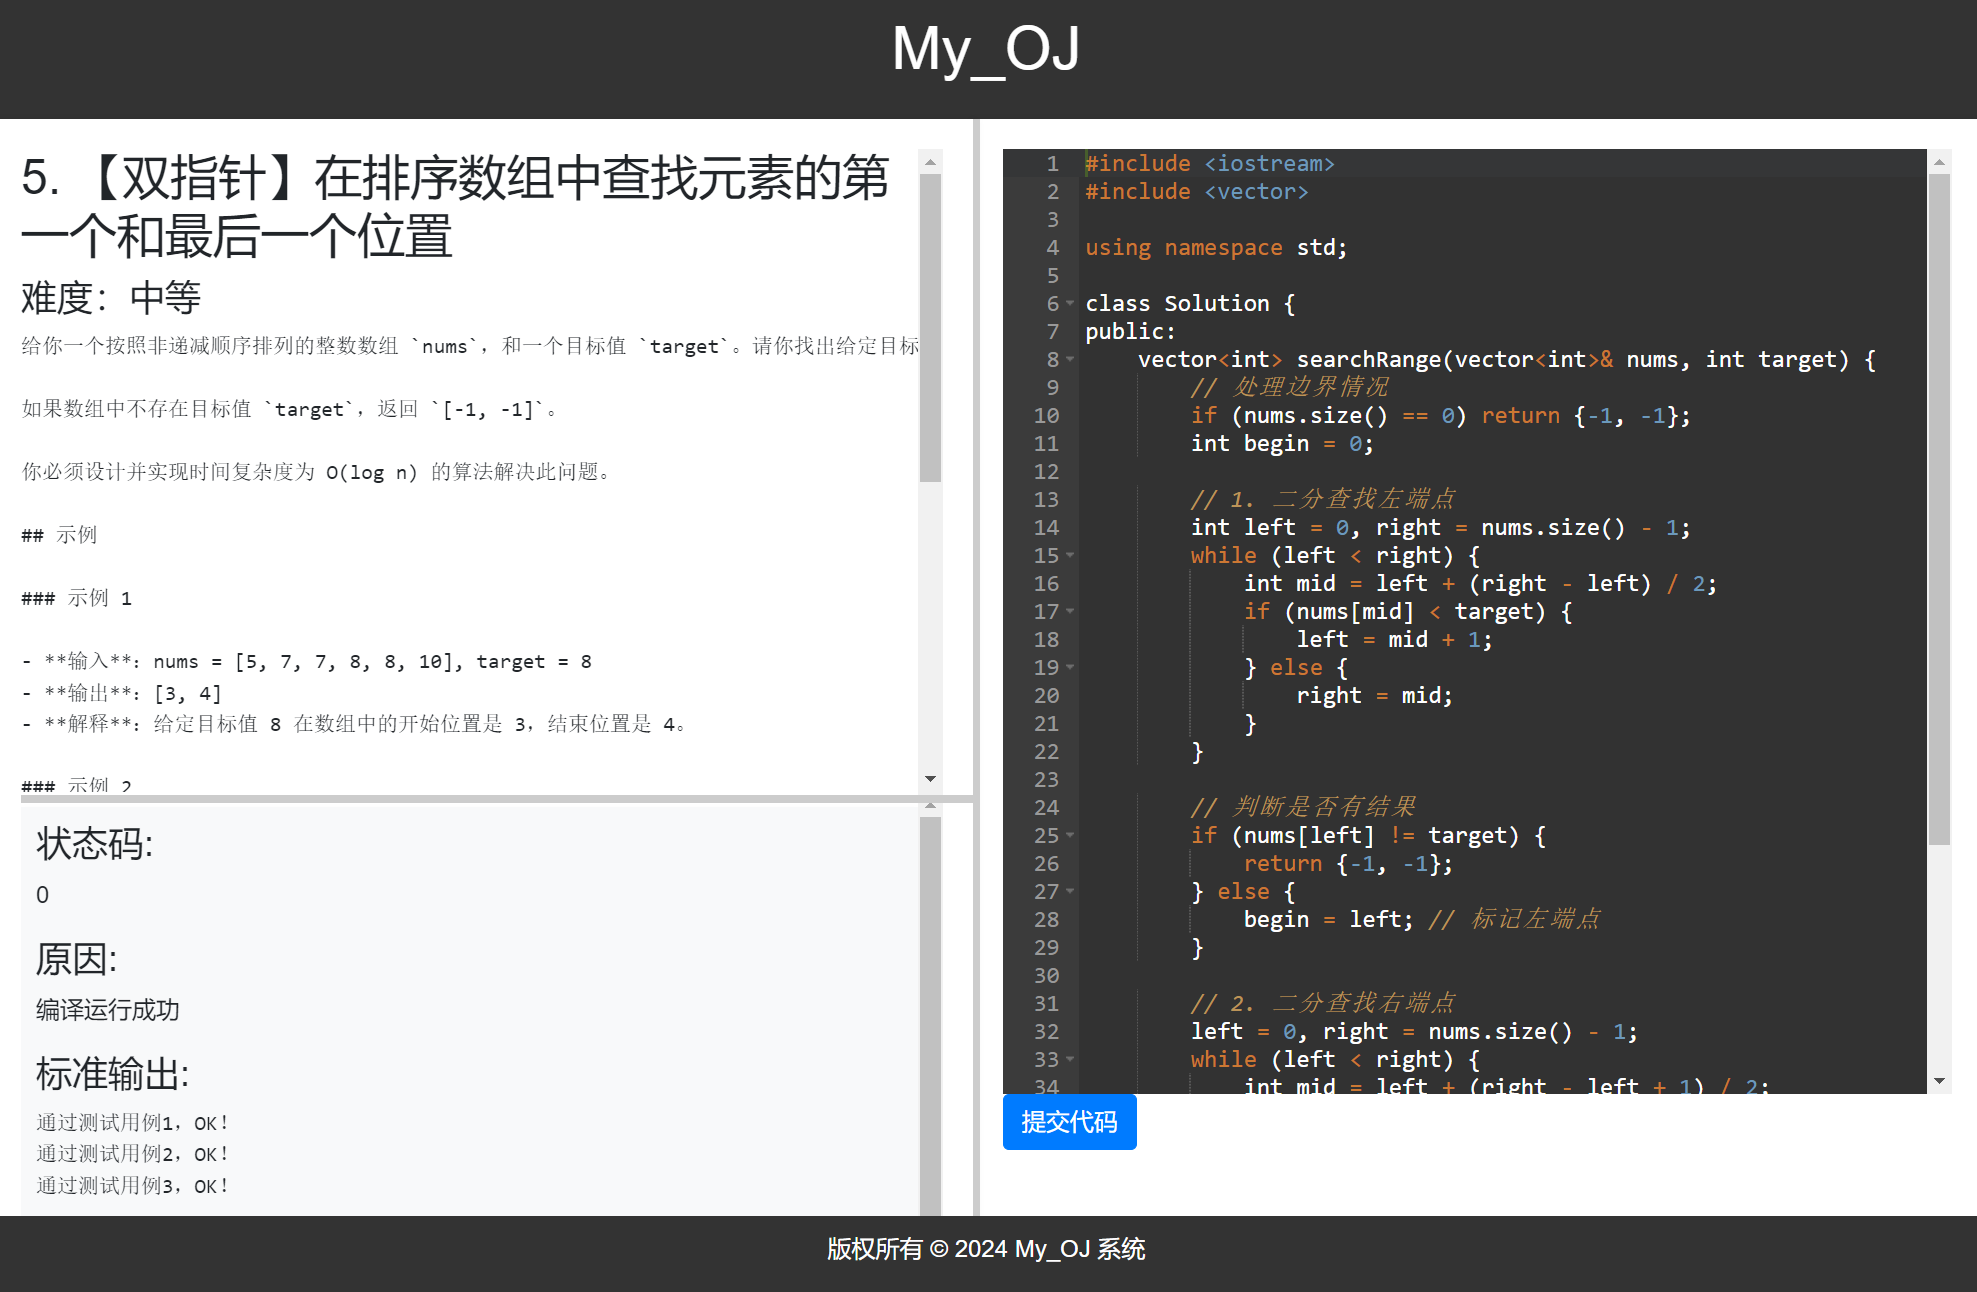 My_OJ
5. 【双指针】在排序数组中查找元素的第
一个和最后一个位置
难度：中等
给你一个按照非递减顺序排列的整数数组 `nums`，和一个目标值 `target`。请你找出给定目标
如果数组中不存在目标值 `target`，返回 `[-1, -1]`。
你必须设计并实现时间复杂度为 O(log n) 的算法解决此问题。
## 示例
### 示例 1
- **输入**：nums = [5, 7, 7, 8, 8, 10], target = 8
- **输出**：[3, 4]
- **解释**：给定目标值 8 在数组中的开始位置是 3，结束位置是 4。
### 示例 2
状态码:
0
原因:
编译运行成功
标准输出:
通过测试用例1，OK！
通过测试用例2，OK！
通过测试用例3，OK！
1 #include <iostream>
2 #include <vector>
3
4 using namespace std;
5
6 class Solution {
7 public:
8     vector<int> searchRange(vector<int>& nums, int target) {
9         // 处理边界情况
10         if (nums.size() == 0) return {-1, -1};
11         int begin = 0;
12
13         // 1. 二分查找左端点
14         int left = 0, right = nums.size() - 1;
15         while (left < right) {
16             int mid = left + (right - left) / 2;
17             if (nums[mid] < target) {
18                 left = mid + 1;
19             } else {
20                 right = mid;
21             }
22         }
23
24         // 判断是否有结果
25         if (nums[left] != target) {
26             return {-1, -1};
27         } else {
28             begin = left; // 标记左端点
29         }
30
31         // 2. 二分查找右端点
32         left = 0, right = nums.size() - 1;
33         while (left < right) {
34             int mid = left + (right - left + 1) / 2;
提交代码
版权所有 © 2024 My_OJ 系统